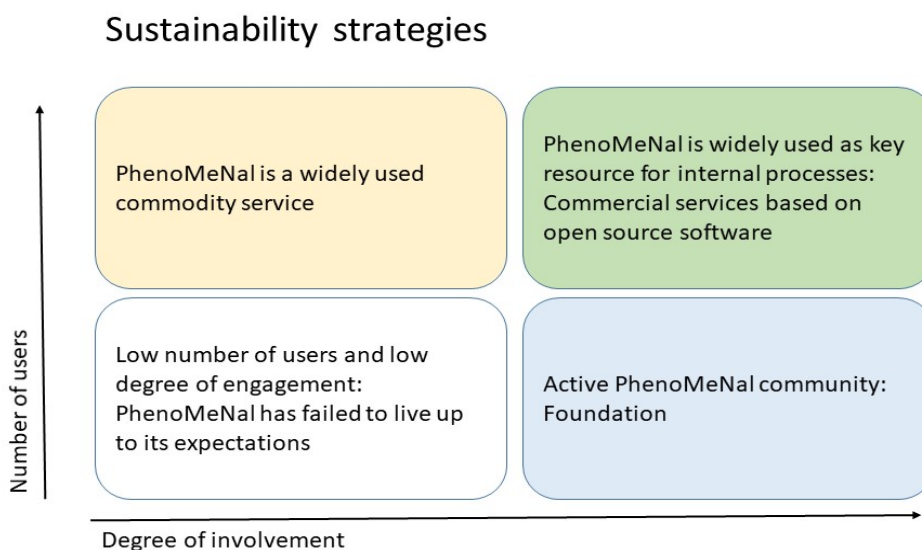 Sustainability strategies
PhenoMeNal is a widely used
commodity service
PhenoMeNal is widely used as key
resource for internal processes:
Commercial services based on
open source software
Low number of users and low
degree of engagement:
PhenoMeNal has failed to live up
to its expectations
Active PhenoMeNal community:
Foundation
Number of users
Degree of involvement